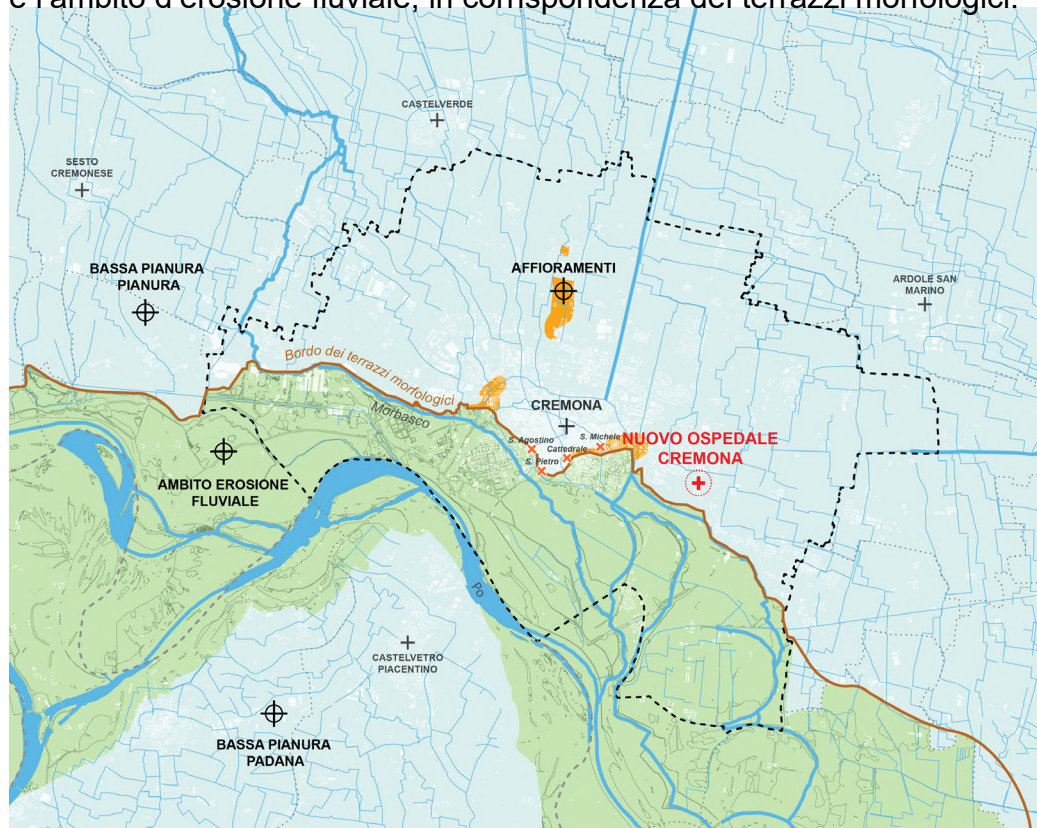 e l'ambito d'erosione fluviale, in corrispondenza dei terrazzi morfologici.
CASTELVERDE
SESTO
CREMONESE
BASSA PIANURA
PIANURA
AFFIORAMENTI
ARDOLE SAN
MARINO
Bordo dei terrazzi morfologici
Morbasco
CREMONA
S. Agostino
S. Michele
Cattedrale
S. Pietro
NUOVO OSPEDALE
CREMONA
AMBITO EROSIONE
FLUVIALE
Po
CASTELVETRO
PIACENTINO
BASSA PIANURA
PADANA